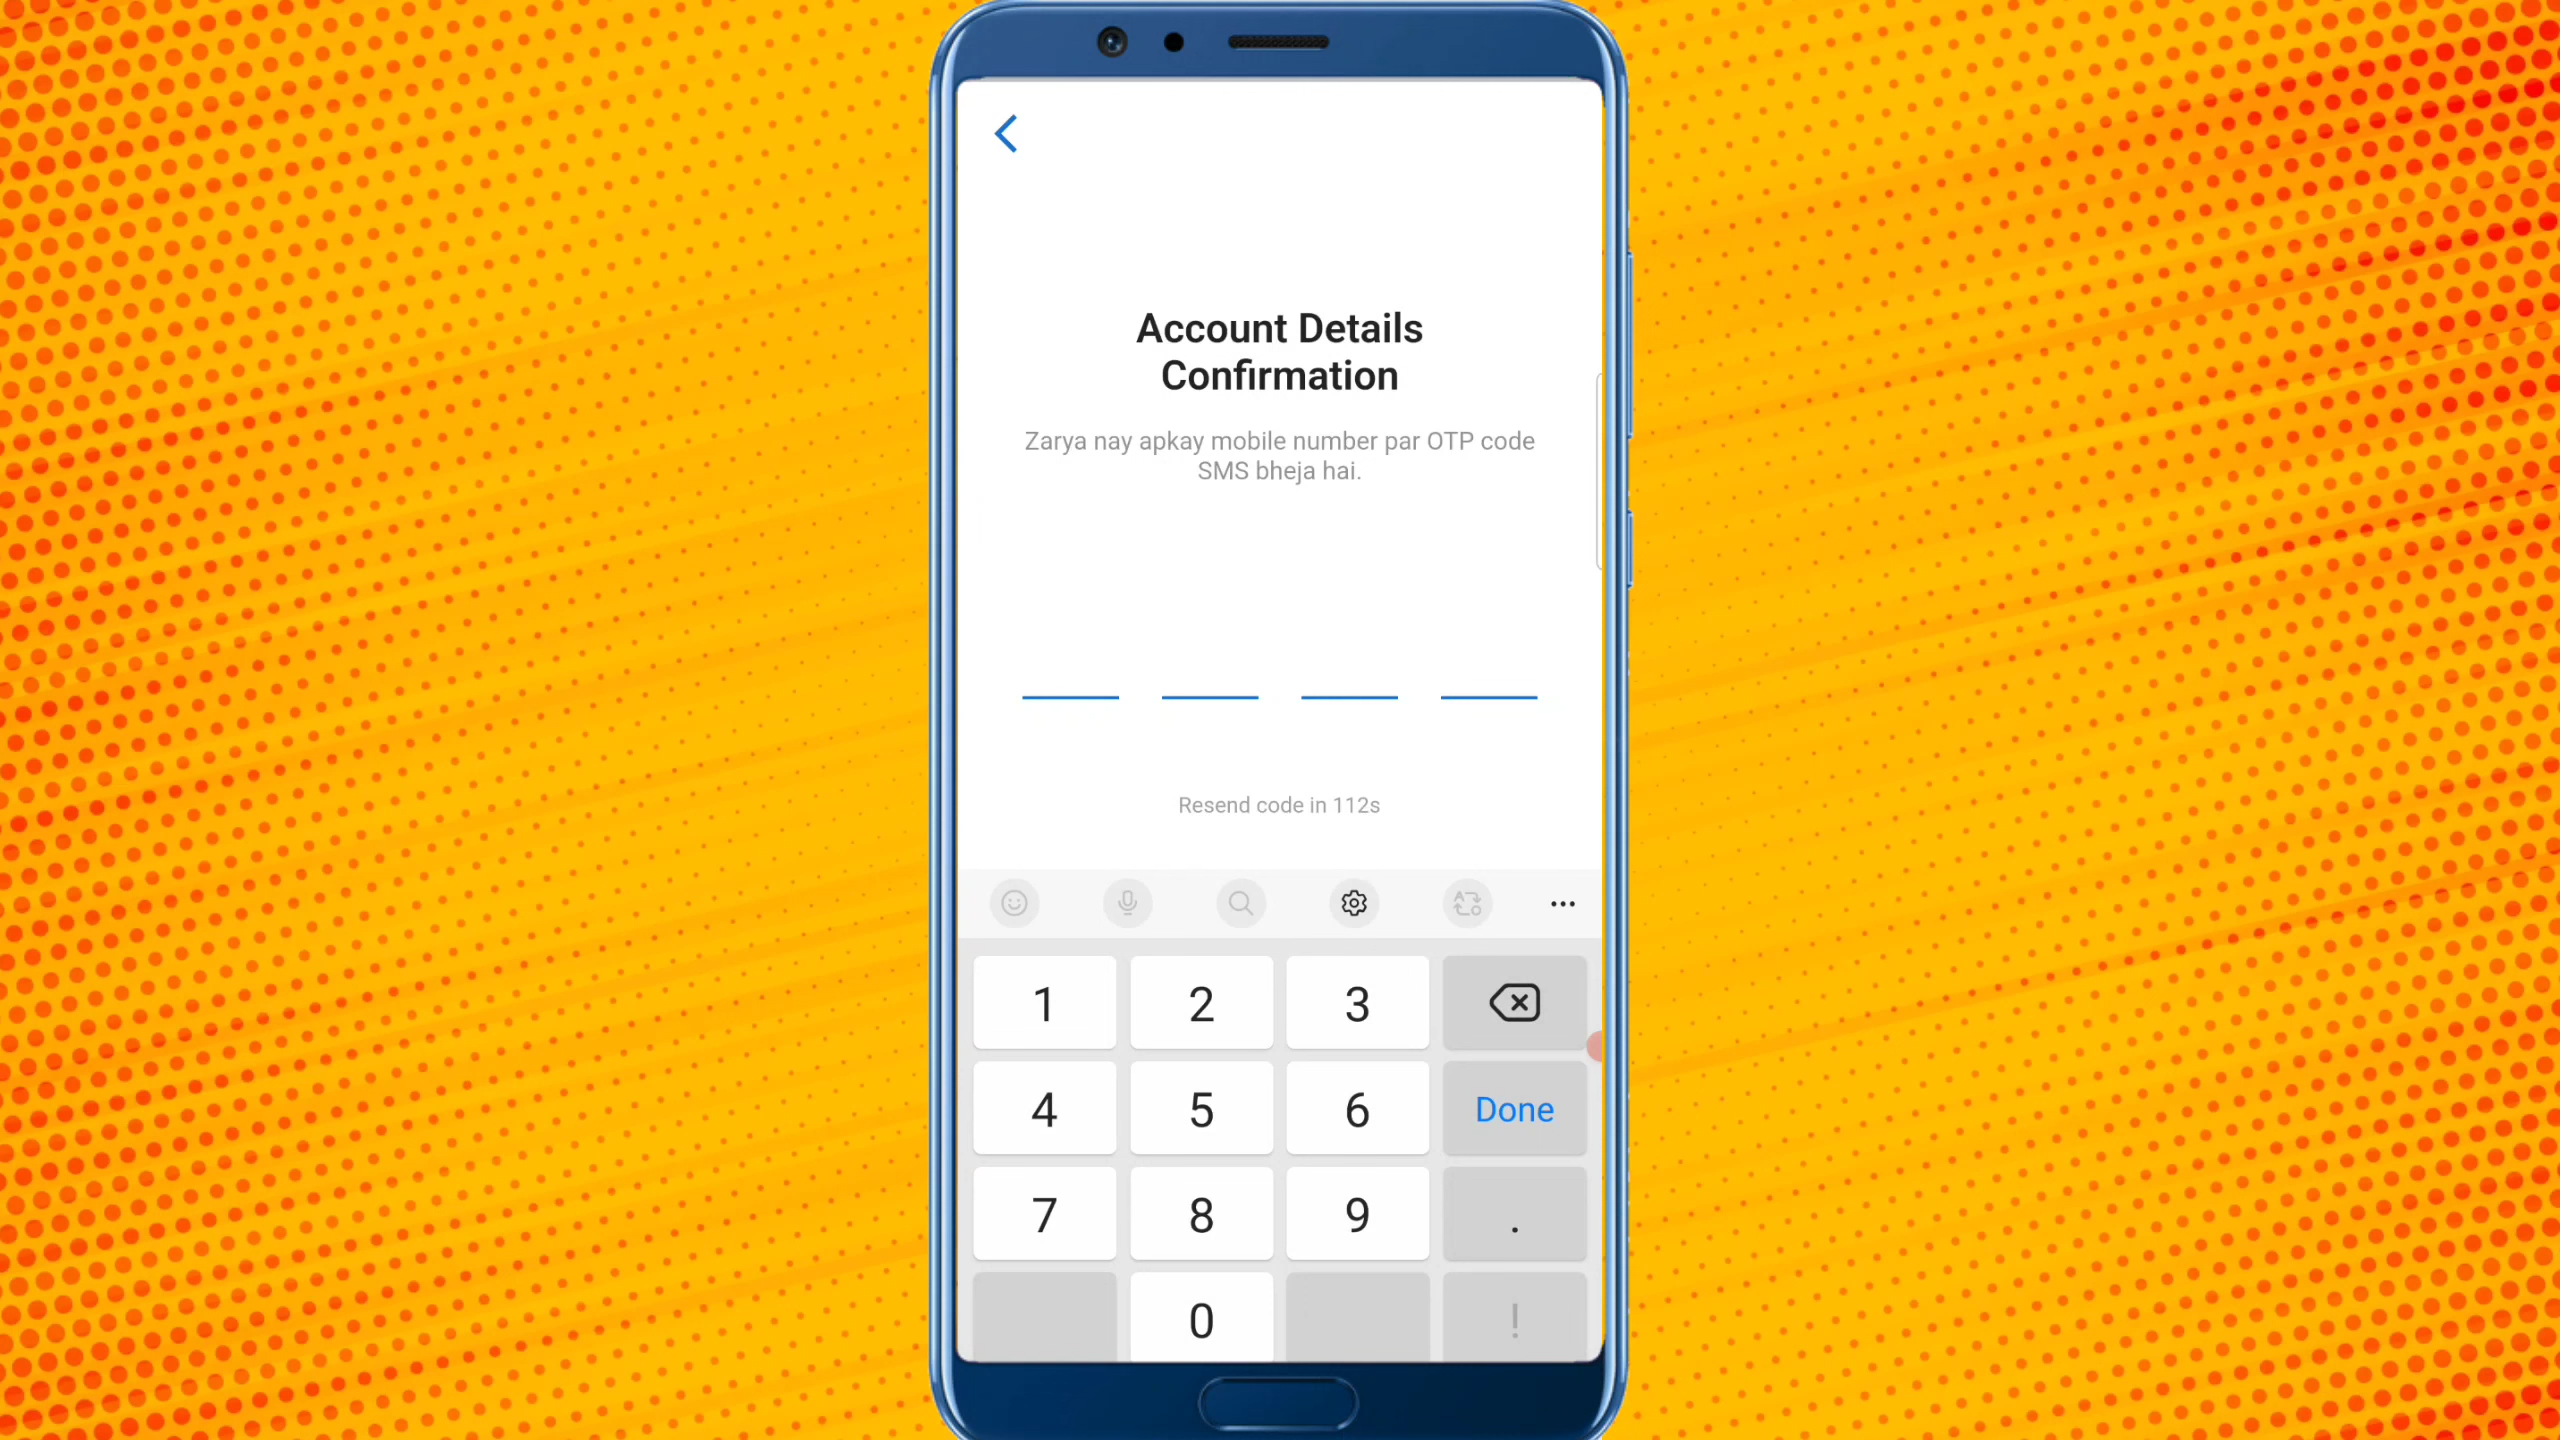 Account Details
Confirmation
Zarya nay apkay mobile number par OTP code
SMS bheja hai.
Resend code in 112s
1 2 3
4 5 6 Done
7 8 9 .
0 !